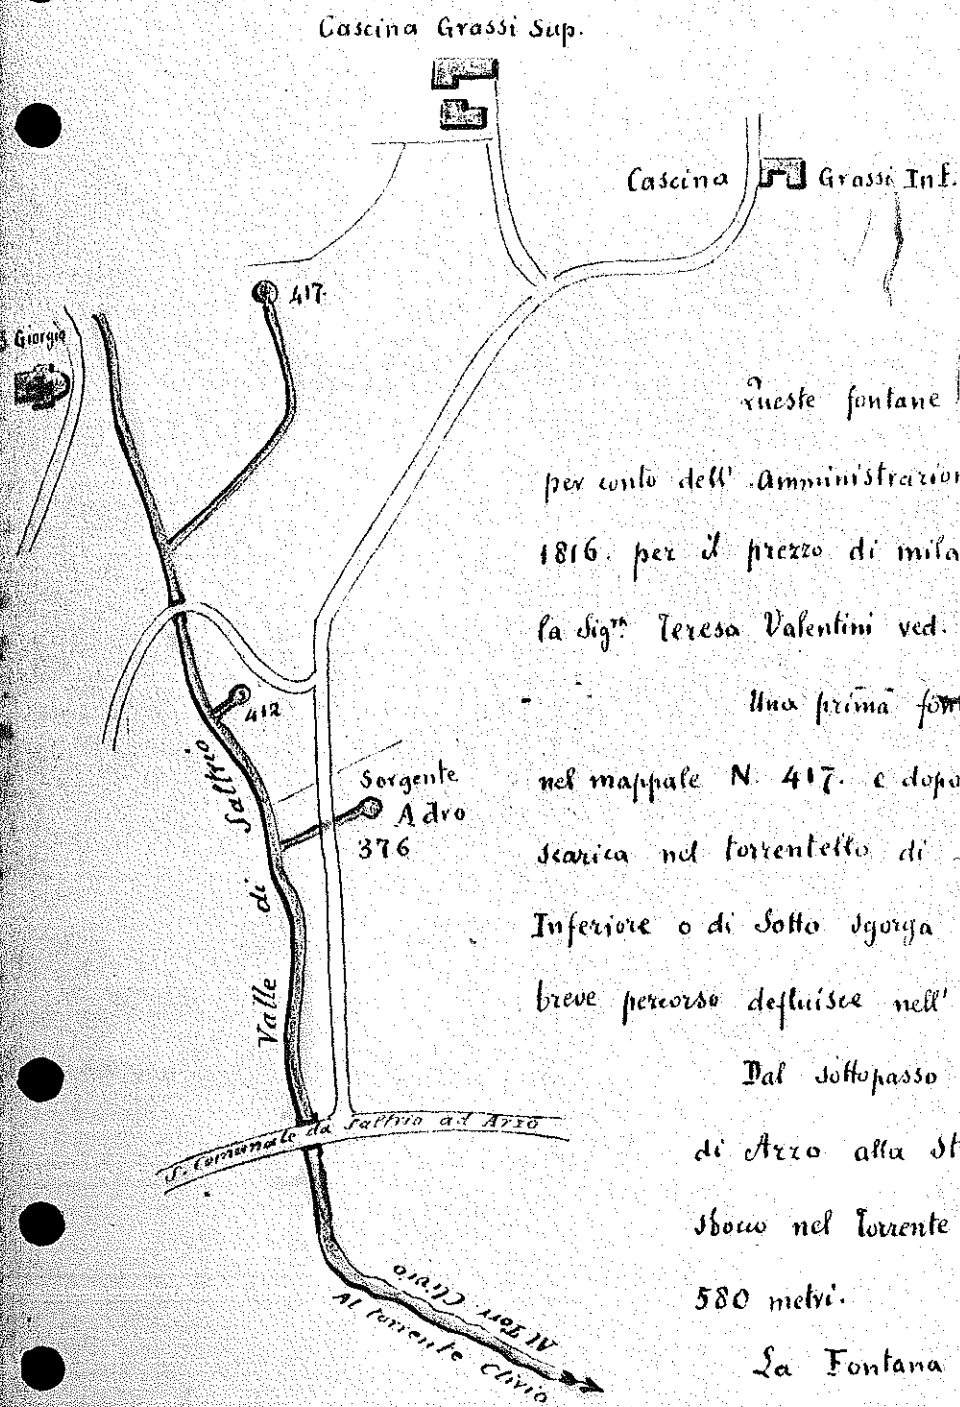 Cascina Grassi Sup.
Cascina Grassi Inf.
417.
Giorgio
412
Sorgente
Adro
376
Valle di Saltrio
S. Comunale da Saltrio ad Arzo
Al Torr Clivio
Al torrente Clivio
Queste fontane
per conto dell' Amministrazion
1816. per il prezzo di mila
la Sig.ra Teresa Valentini ved.
Una prima font
nel mappale N. 417. e dopo
scarica nel torrentello di
Inferiore o di Sotto sgorga
breve percorso defluisce nell'
Dal sottopasso
di Arzo alla St
sbocco nel Torrente
580 metri.
La Fontana